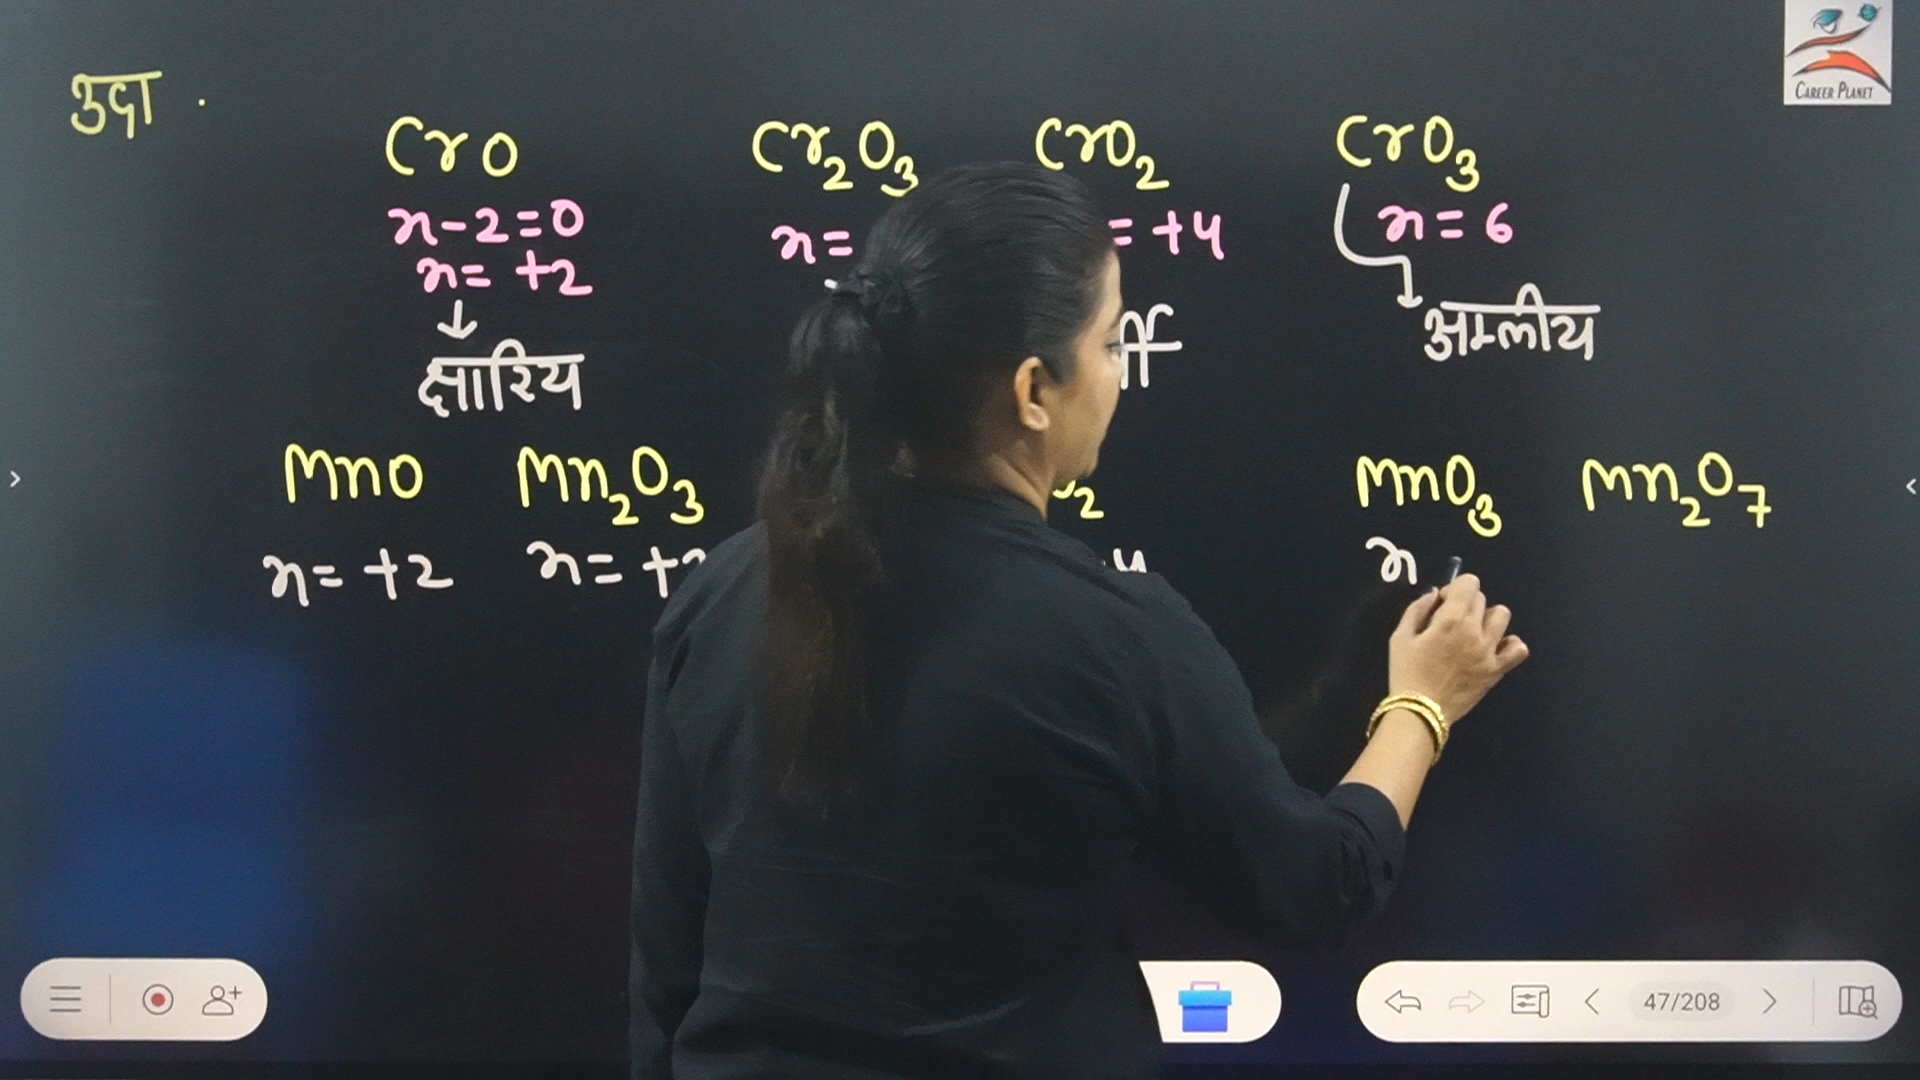 उदा .
CrO Cr₂O₃ CrO₂ CrO₃
x-2=0 x= = +4 x = 6
x= +2
क्षारिय अम्लीय
MnO Mn₂O₃ MnO₃ Mn₂O₇
x= +2 x= + x
47/208
CAREER PLANET